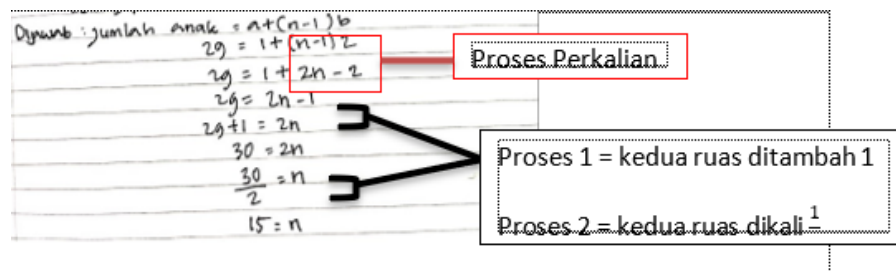 Dijawab : jumlah anak = a+(n-1)b
29 = 1+(n-1)2
29 = 1+2n-2
29 = 2n-1
29+1 = 2n
30 = 2n
30/2 = n
15 = n
Proses Perkalian
Proses 1 = kedua ruas ditambah 1
Proses 2 = kedua ruas dikali 1